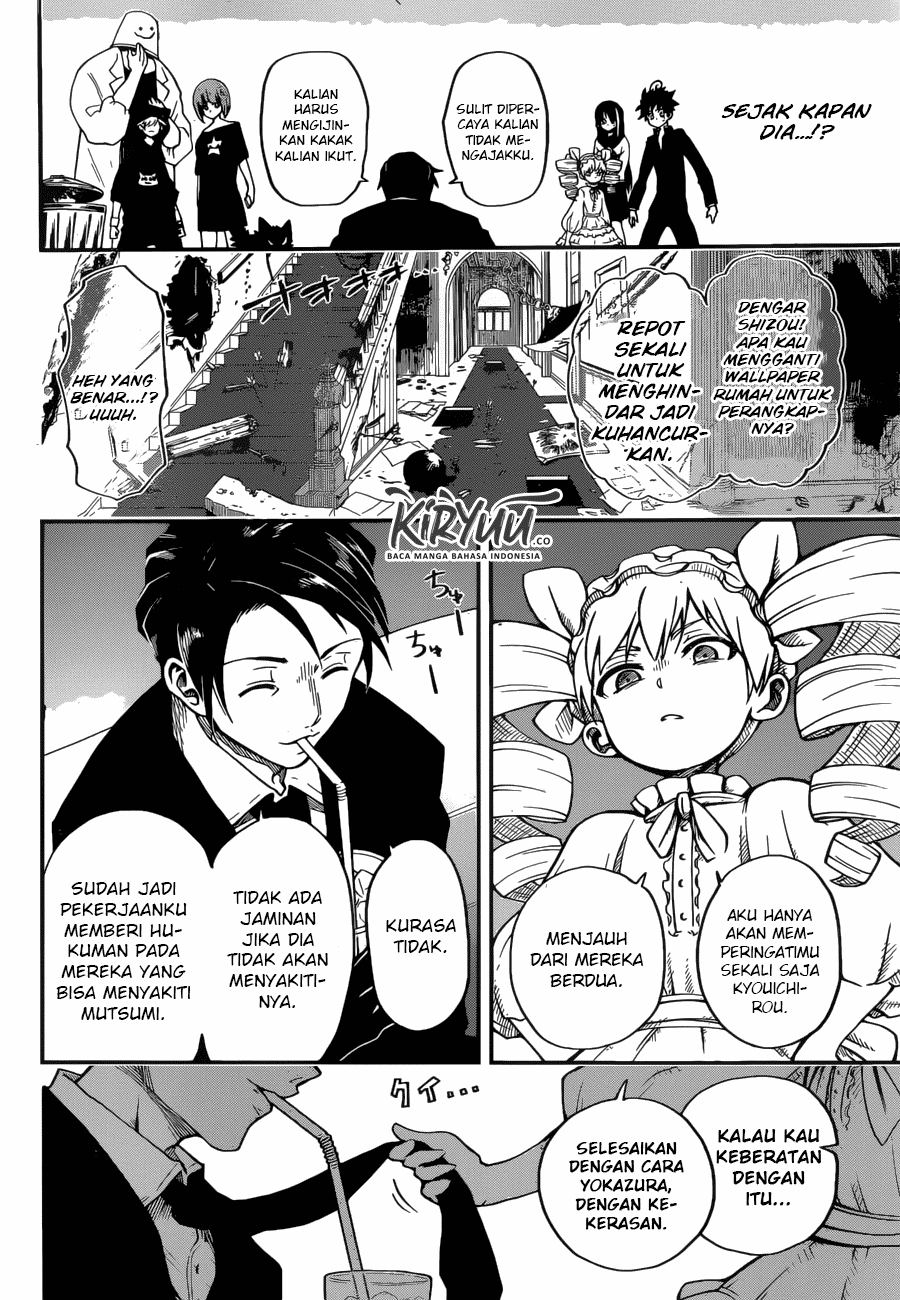 SEJAK KAPAN
DIA....!?
SULIT DIPER-
CAYA KALIAN
TIDAK ME-
NGAJAKKU.
KALIAN
HARUS
MENGIJIN-
KAN KAKAK
KALIAN IKUT.
DENGAR
SHIZOU!
APA KAU
MENGGANTI
WALLPAPER
RUMAH UNTUK
PERANGKAP-
NYA?
REPOT
SEKALI
UNTUK
MENGHIN-
DAR JADI
KUHANCUR-
KAN.
HEH YANG
BENAR...!?
UUUH.
KIRYUU.CO
BACA MANGA BAHASA INDONESIA
AKU HANYA
AKAN MEM-
PERINGATIMU
SEKALI SAJA
KYOUICHI-
ROU.
MENJAUH
DARI MEREKA
BERDUA.
ちゅー
ちゅー
KURASA
TIDAK.
TIDAK ADA
JAMINAN
JIKA DIA
TIDAK AKAN
MENYAKITI-
NYA.
SUDAH JADI
PEKERJAANKU
MEMBERI HU-
KUMAN PADA
MEREKA YANG
BISA MENYAKITI
MUTSUMI.
KALAU KAU
KEBERATAN
DENGAN
ITU...
SELESAIKAN
DENGAN CARA
YOKAZURA,
DENGAN KE-
KERASAN.
クイ...